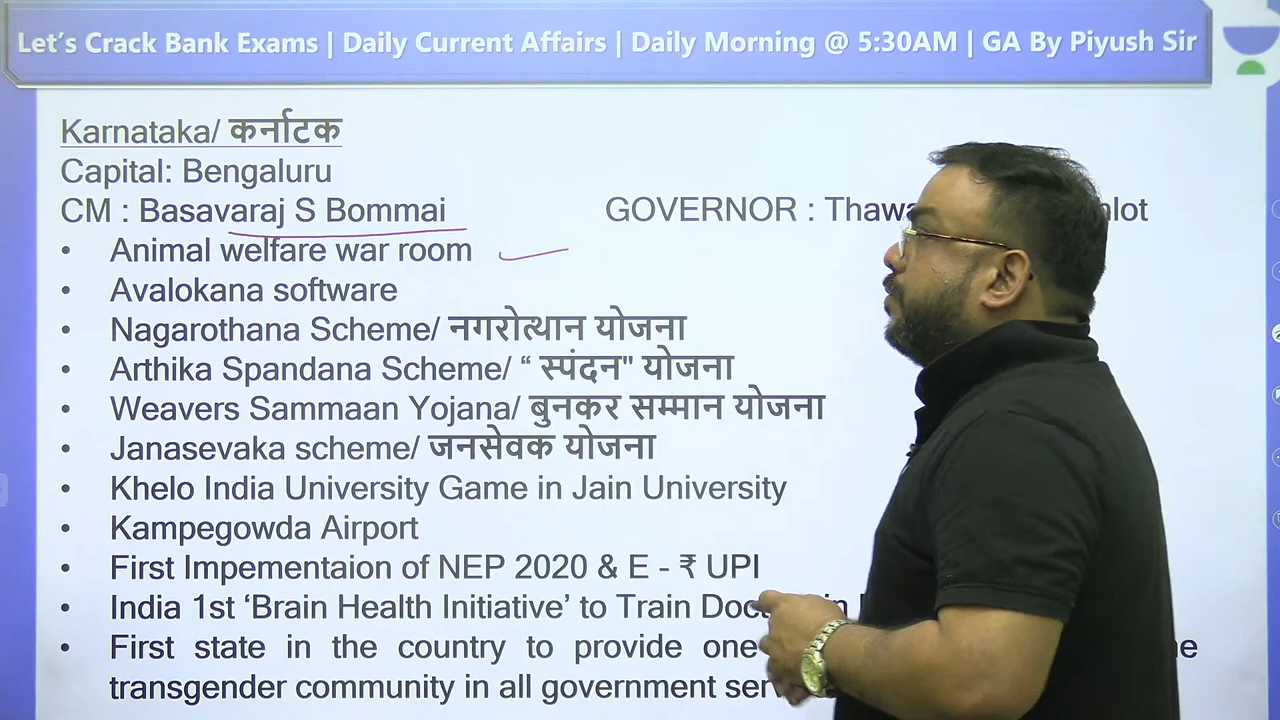 Let's Crack Bank Exams | Daily Current Affairs | Daily Morning @ 5:30AM | GA By Piyush Sir
Karnataka/ कर्नाटक
Capital: Bengaluru
CM : Basavaraj S Bommai GOVERNOR :
• Animal welfare war room
• Avalokana software
• Nagarothana Scheme/ नगरोत्थान योजना
• Arthika Spandana Scheme/ “ स्पंदन" योजना
• Weavers Sammaan Yojana/ बुनकर सम्मान योजना
• Janasevaka scheme/ जनसेवक योजना
• Khelo India University Game in Jain University
• Kampegowda Airport
• First Impementaion of NEP 2020 & E - ₹ UPI
• India 1st ‘Brain Health Initiative’ to Train
• First state in the country to provide one
transgender community in all government